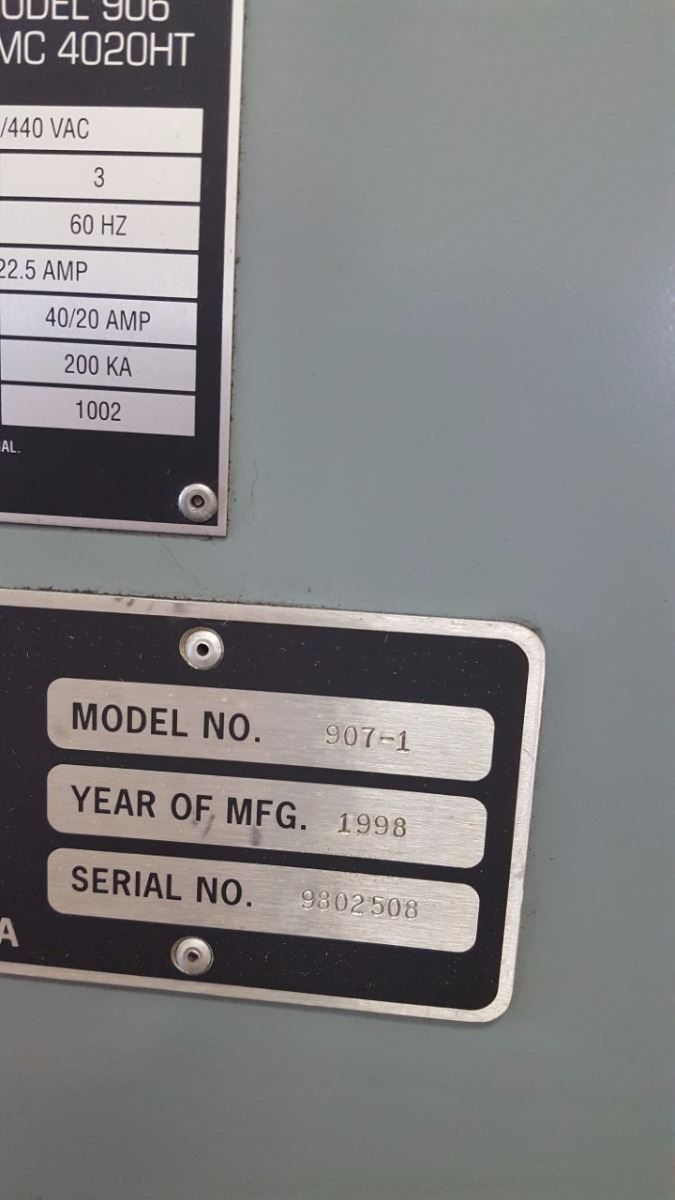 ODEL 906
MC 4020HT
/440 VAC
3
60 HZ
22.5 AMP
40/20 AMP
200 KA
1002
AL.
MODEL NO. 907-1
YEAR OF MFG. 1998
SERIAL NO. 9802508
A